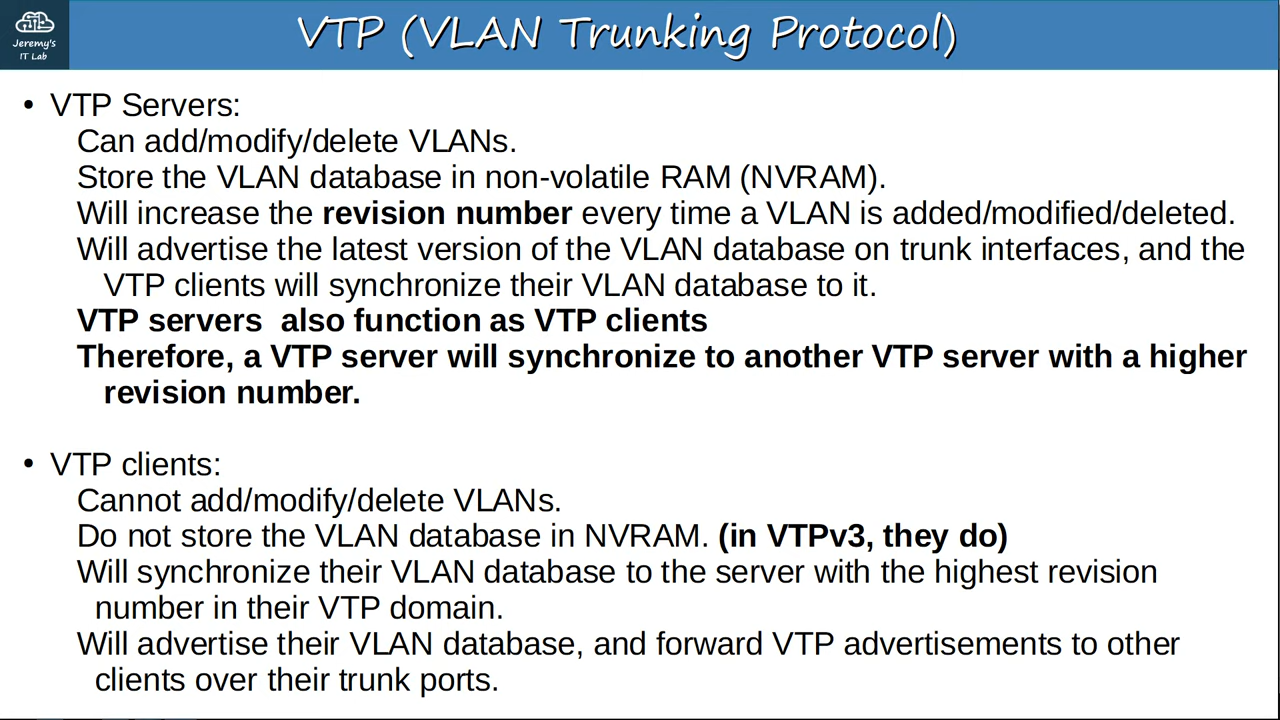 Jeremy's
IT Lab
VTP (VLAN Trunking Protocol)
• VTP Servers:
Can add/modify/delete VLANs.
Store the VLAN database in non-volatile RAM (NVRAM).
Will increase the revision number every time a VLAN is added/modified/deleted.
Will advertise the latest version of the VLAN database on trunk interfaces, and the
VTP clients will synchronize their VLAN database to it.
VTP servers  also function as VTP clients
Therefore, a VTP server will synchronize to another VTP server with a higher
revision number.
• VTP clients:
Cannot add/modify/delete VLANs.
Do not store the VLAN database in NVRAM. (in VTPv3, they do)
Will synchronize their VLAN database to the server with the highest revision
number in their VTP domain.
Will advertise their VLAN database, and forward VTP advertisements to other
clients over their trunk ports.